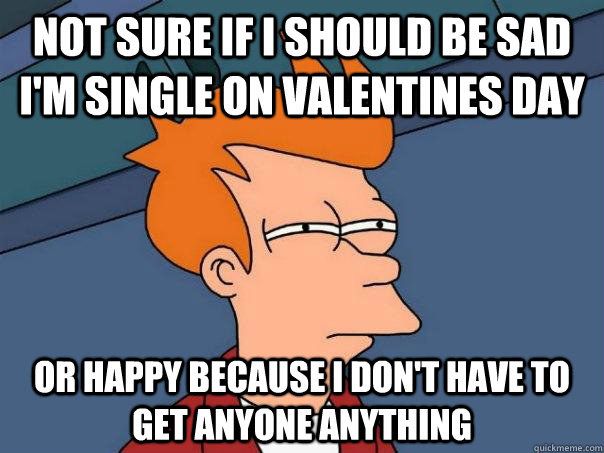 NOT SURE IF I SHOULD BE SAD
I'M SINGLE ON VALENTINES DAY
OR HAPPY BECAUSE I DON'T HAVE TO
GET ANYONE ANYTHING
quickmeme.com